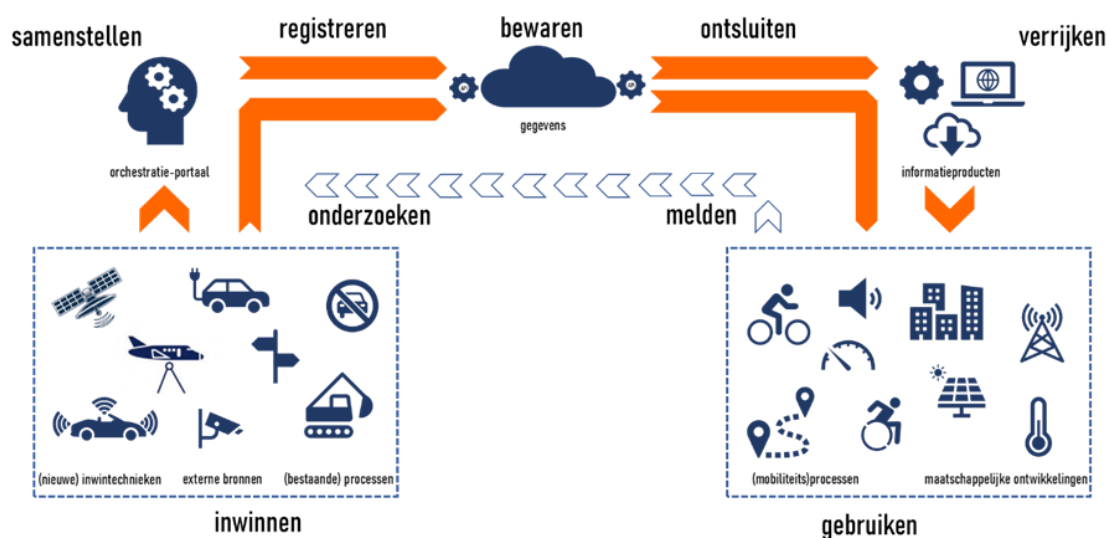 samenstellen
registreren
bewaren
ontsluiten
verrijken
gegevens
orchestratie-portaal
informatieproducten
onderzoeken
melden
(nieuwe) inwintechnieken
externe bronnen
(bestaande) processen
(mobiliteits)processen
maatschappelijke ontwikkelingen
inwinnen
gebruiken